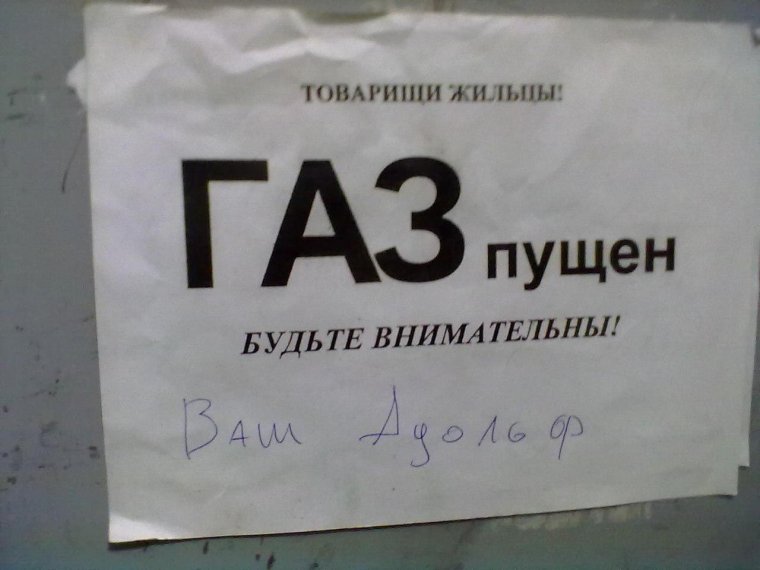 ТОВАРИЩИ ЖИЛЬЦЫ!
ГАЗ пущен
БУДЬТЕ ВНИМАТЕЛЬНЫ!
Ваш Адольф